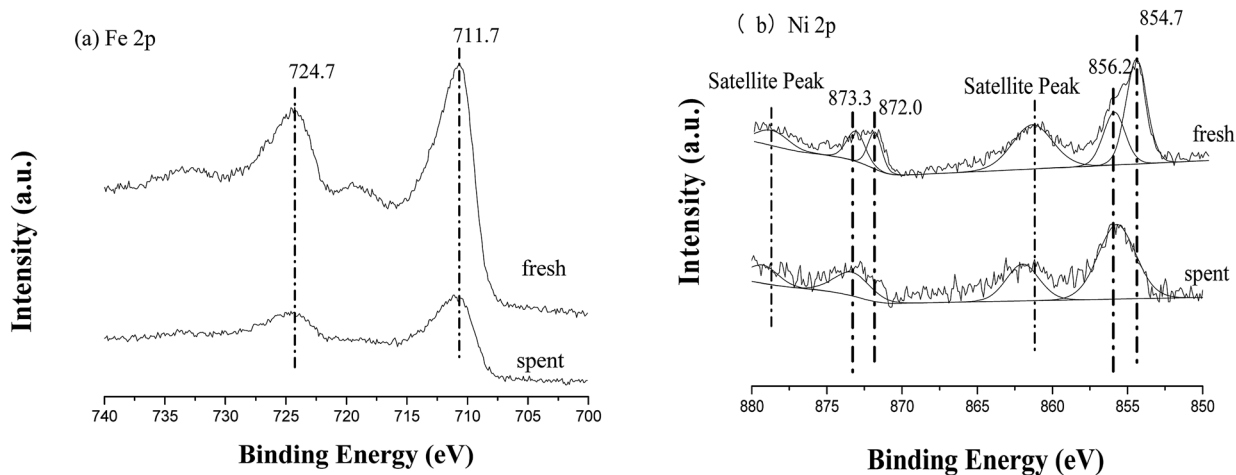 (a) Fe 2p
711.7
724.7
fresh
spent
Intensity (a.u.)
740 735 730 725 720 715 710 705 700
Binding Energy (eV)
( b) Ni 2p
854.7
856.2
Satellite Peak
Satellite Peak
873.3
872.0
fresh
spent
Intensity (a.u.)
880 875 870 865 860 855 850
Binding Energy (eV)